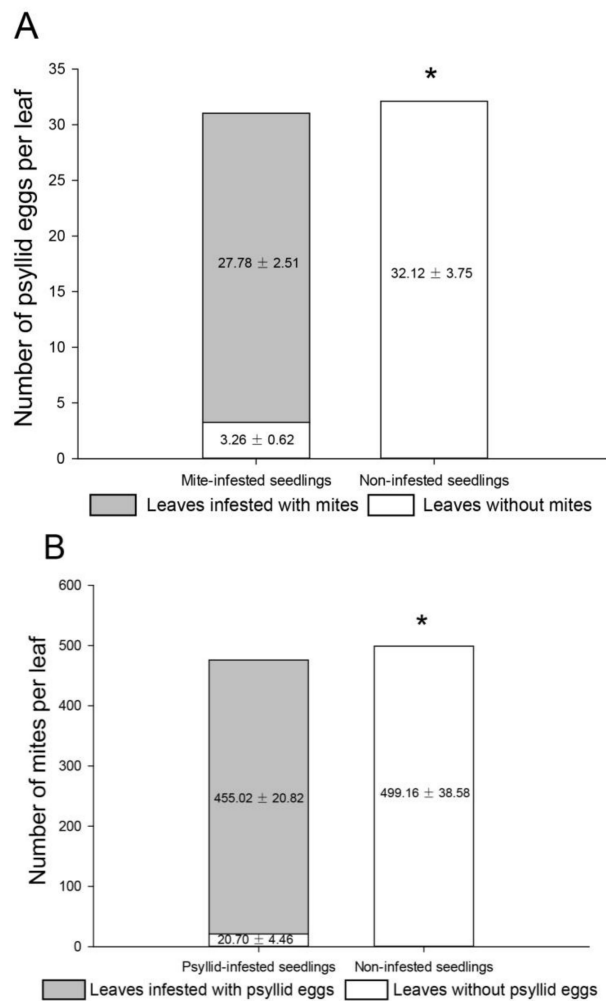 A
Number of psyllid eggs per leaf
35
30
25
20
15
10
5
0
*
27.78 ± 2.51
32.12 ± 3.75
3.26 ± 0.62
Mite-infested seedlings Non-infested seedlings
Leaves infested with mites Leaves without mites
B
Number of mites per leaf
600
500
400
300
200
100
0
*
455.02 ± 20.82
499.16 ± 38.58
20.70 ± 4.46
Psyllid-infested seedlings Non-infested seedlings
Leaves infested with psyllid eggs Leaves without psyllid eggs